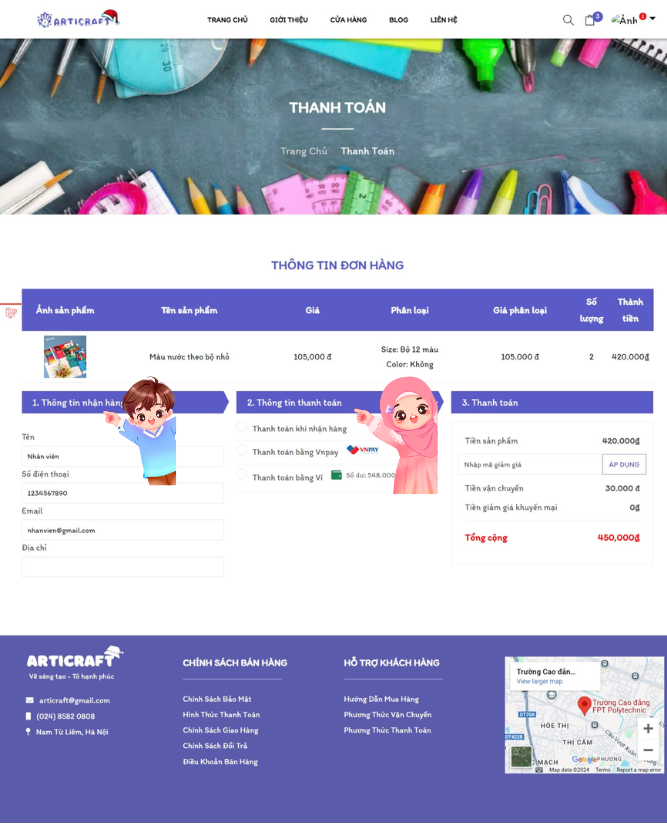 ARTICRAFT
TRANG CHỦ GIỚI THIỆU CỬA HÀNG BLOG LIÊN HỆ
3
1
THANH TOÁN
Trang Chủ Thanh Toán
THÔNG TIN ĐƠN HÀNG
Ảnh sản phẩm Tên sản phẩm Giá Phân loại Giá phân loại Số lượng Thành tiền
Màu nước theo bộ nhỏ 105,000 đ Size: Bộ 12 màu 105.000 đ 2 420.000₫
Color: Không
1. Thông tin nhận hàng
Tên
Nhân viên
Số điện thoại
1234567890
Email
nhanvien@gmail.com
Địa chỉ
2. Thông tin thanh toán
Thanh toán khi nhận hàng
Thanh toán bằng Vnpay VNPAY
Thanh toán bằng Ví Số dư: 568.000
3. Thanh toán
Tiền sản phẩm 420.000₫
Nhập mã giảm giá ÁP DỤNG
Tiền vận chuyển 30.000 đ
Tiền giảm giá khuyến mại 0₫
Tổng cộng 450,000₫
ARTICRAFT
Vẽ sáng tạo - Tô hạnh phúc
articraft@gmail.com
(024) 8582 0808
Nam Từ Liêm, Hà Nội
CHÍNH SÁCH BÁN HÀNG
Chính Sách Bảo Mật
Hình Thức Thanh Toán
Chính Sách Giao Hàng
Chính Sách Đổi Trả
Điều Khoản Bán Hàng
HỖ TRỢ KHÁCH HÀNG
Hướng Dẫn Mua Hàng
Phương Thức Vận Chuyển
Phương Thức Thanh Toán
Trường Cao đẳn...
View larger map
Trường Cao đẳng
FPT Polytechnic
HÒE THỊ
THỊ CẤM
Google
PHƯƠNG
Map data ©2024 Terms Report a map error